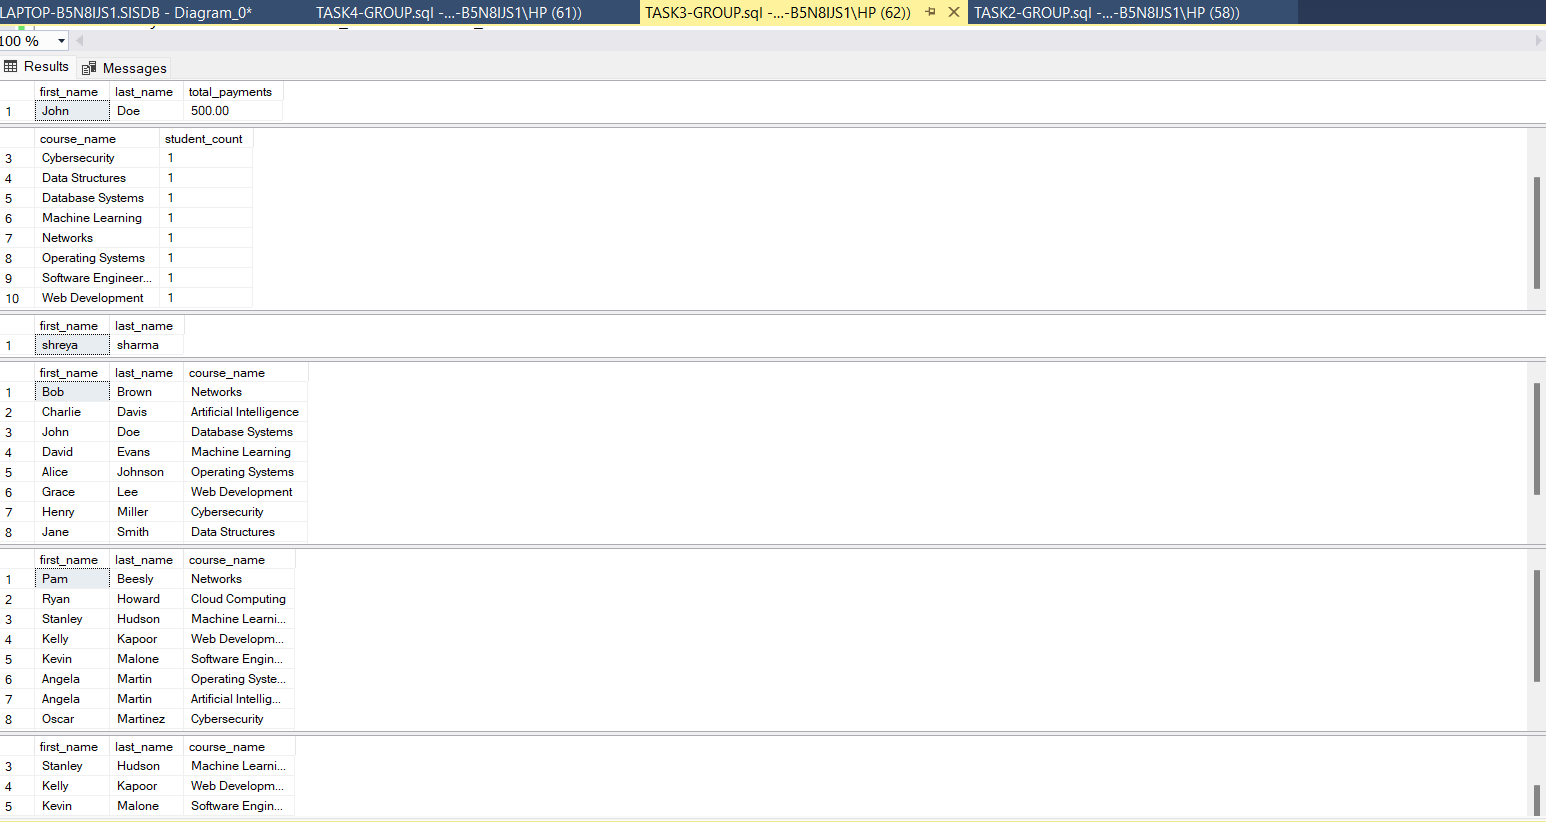 LAPTOP-B5N8IJS1.SISDB - Diagram_0* TASK4-GROUP.sql -...-B5N8IJS1\HP (61)) TASK3-GROUP.sql -...-B5N8IJS1\HP (62)) TASK2-GROUP.sql -...-B5N8IJS1\HP (58))
100 %
Results Messages
first_name last_name total_payments
1 John Doe 500.00
course_name student_count
3 Cybersecurity 1
4 Data Structures 1
5 Database Systems 1
6 Machine Learning 1
7 Networks 1
8 Operating Systems 1
9 Software Engineer... 1
10 Web Development 1
first_name last_name
1 shreya sharma
first_name last_name course_name
1 Bob Brown Networks
2 Charlie Davis Artificial Intelligence
3 John Doe Database Systems
4 David Evans Machine Learning
5 Alice Johnson Operating Systems
6 Grace Lee Web Development
7 Henry Miller Cybersecurity
8 Jane Smith Data Structures
first_name last_name course_name
1 Pam Beesly Networks
2 Ryan Howard Cloud Computing
3 Stanley Hudson Machine Learni...
4 Kelly Kapoor Web Developm...
5 Kevin Malone Software Engin...
6 Angela Martin Operating Syste...
7 Angela Martin Artificial Intellig...
8 Oscar Martinez Cybersecurity
first_name last_name course_name
3 Stanley Hudson Machine Learni...
4 Kelly Kapoor Web Developm...
5 Kevin Malone Software Engin...